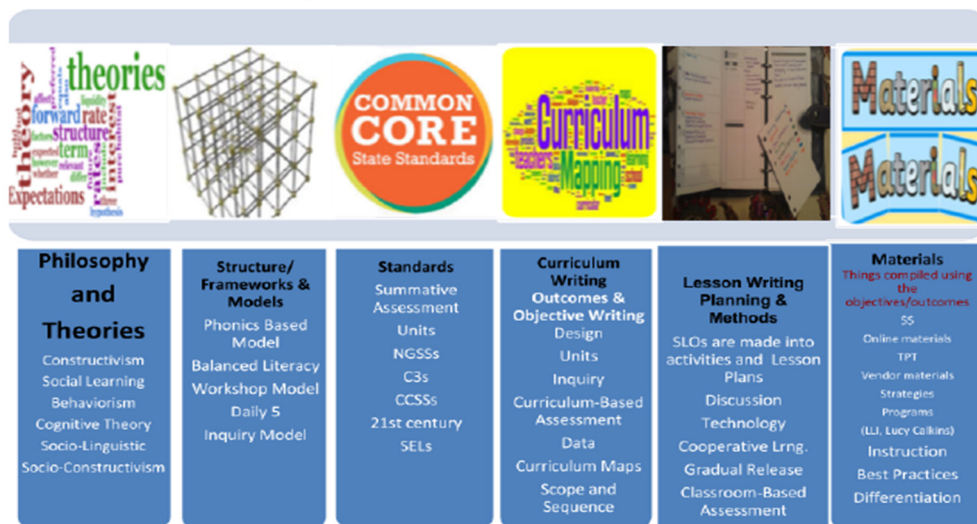 theories
theory
forward
rate
structure
term
interest
Expectations
hypothesis
COMMON
CORE
State Standards
Curriculum
Mapping
teachers
learning
school
Materials
Materials
Philosophy
and
Theories
Constructivism
Social Learning
Behaviorism
Cognitive Theory
Socio-Linguistic
Socio-Constructivism
Structure/
Frameworks &
Models
Phonics Based
Model
Balanced Literacy
Workshop Model
Daily 5
Inquiry Model
Standards
Summative
Assessment
Units
NGSSs
C3s
CCSSs
21st century
SELs
Curriculum
Writing
Outcomes &
Objective Writing
Design
Units
Inquiry
Curriculum-Based
Assessment
Data
Curriculum Maps
Scope and
Sequence
Lesson Writing
Planning &
Methods
SLOs are made into
activities and Lesson
Plans
Discussion
Technology
Cooperative Lrng.
Gradual Release
Classroom-Based
Assessment
Materials
Things compiled using
the
objectives/outcomes
SS
Online materials
TPT
Vendor materials
Strategies
Programs
(LLI, Lucy Calkins)
Instruction
Best Practices
Differentiation